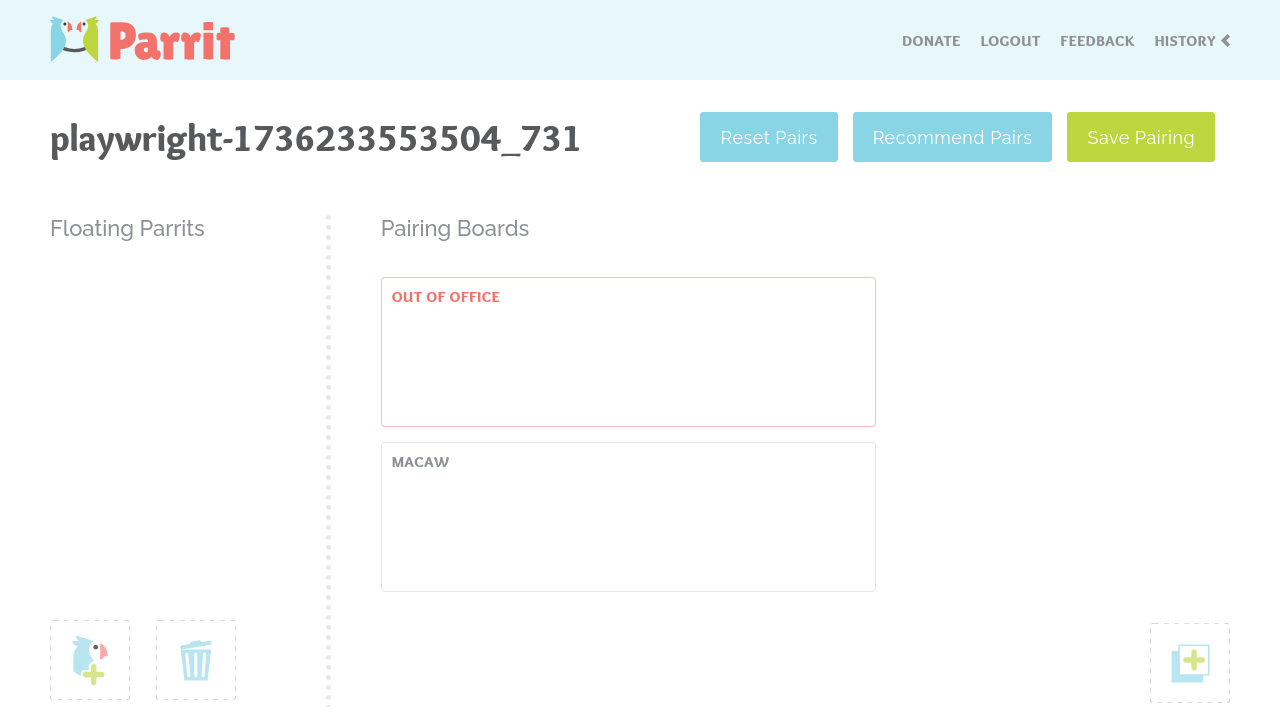 Parrit
DONATE LOGOUT FEEDBACK HISTORY
playwright-1736233553504_731
Reset Pairs Recommend Pairs Save Pairing
Floating Parrits
Pairing Boards
OUT OF OFFICE
MACAW